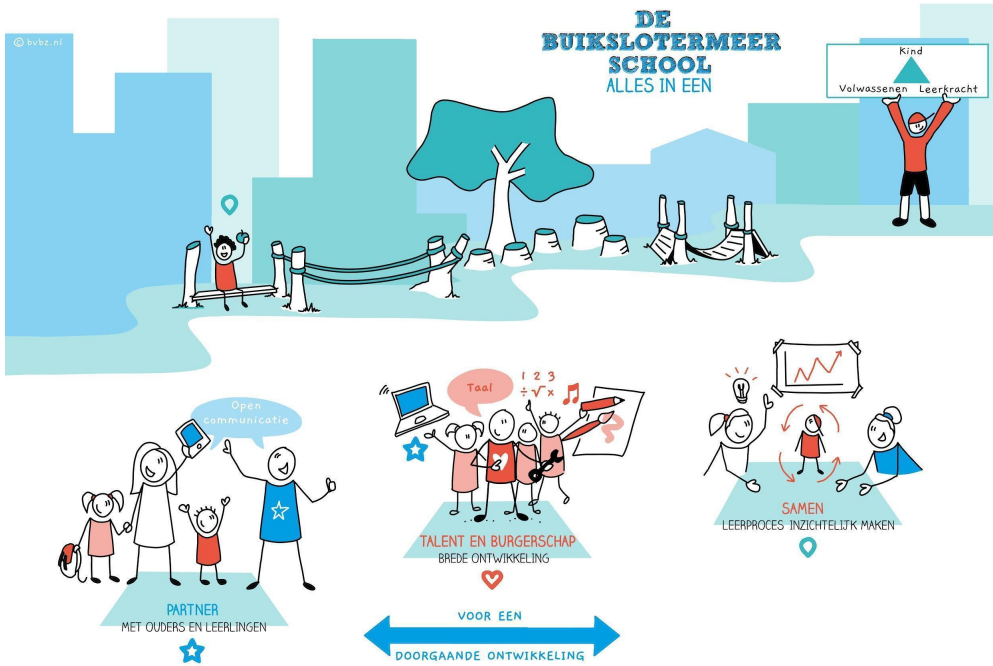 © bvbz.nl
DE
BUIKSLOTERMEER
SCHOOL
ALLES IN EEN
Kind
Volwassenen Leerkracht
Open
communicatie
Taal
1 2 3
÷ √ x
PARTNER
MET OUDERS EN LEERLINGEN
TALENT EN BURGERSCHAP
BREDE ONTWIKKELING
SAMEN
LEERPROCES INZICHTELIJK MAKEN
VOOR EEN
DOORGAANDE ONTWIKKELING